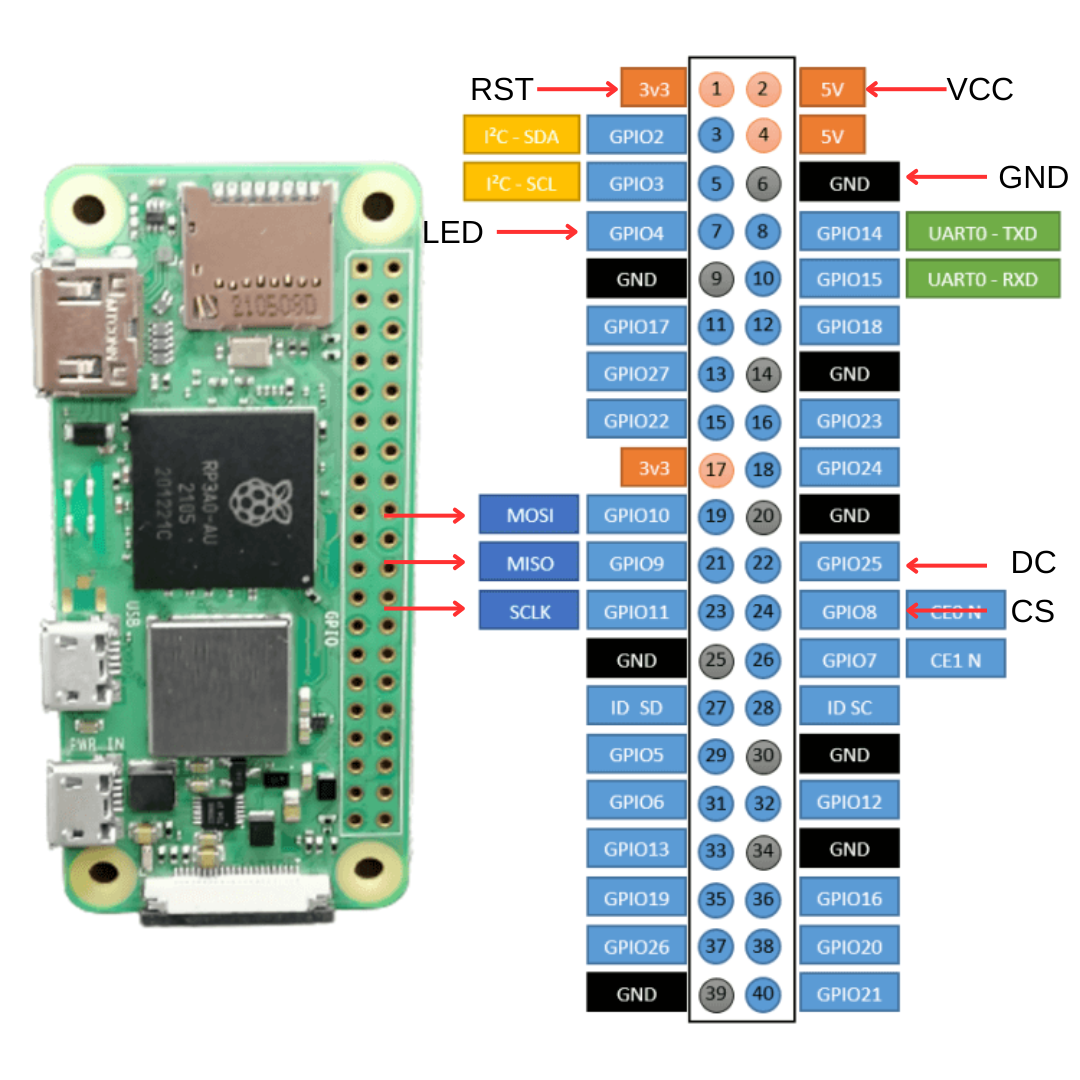 RST 3v3 1 2 5V VCC
I²C - SDA GPIO2 3 4 5V
I²C - SCL GPIO3 5 6 GND GND
LED GPIO4 7 8 GPIO14 UART0 - TXD
GND 9 10 GPIO15 UART0 - RXD
GPIO17 11 12 GPIO18
GPIO27 13 14 GND
GPIO22 15 16 GPIO23
3v3 17 18 GPIO24
MOSI GPIO10 19 20 GND
MISO GPIO9 21 22 GPIO25 DC
SCLK GPIO11 23 24 GPIO8 CE0 N CS
GND 25 26 GPIO7 CE1 N
ID SD 27 28 ID SC
GPIO5 29 30 GND
GPIO6 31 32 GPIO12
GPIO13 33 34 GND
GPIO19 35 36 GPIO16
GPIO26 37 38 GPIO20
GND 39 40 GPIO21
210508D
RP3A0-AU
2105
201221C
USB
GPIO
PWR IN